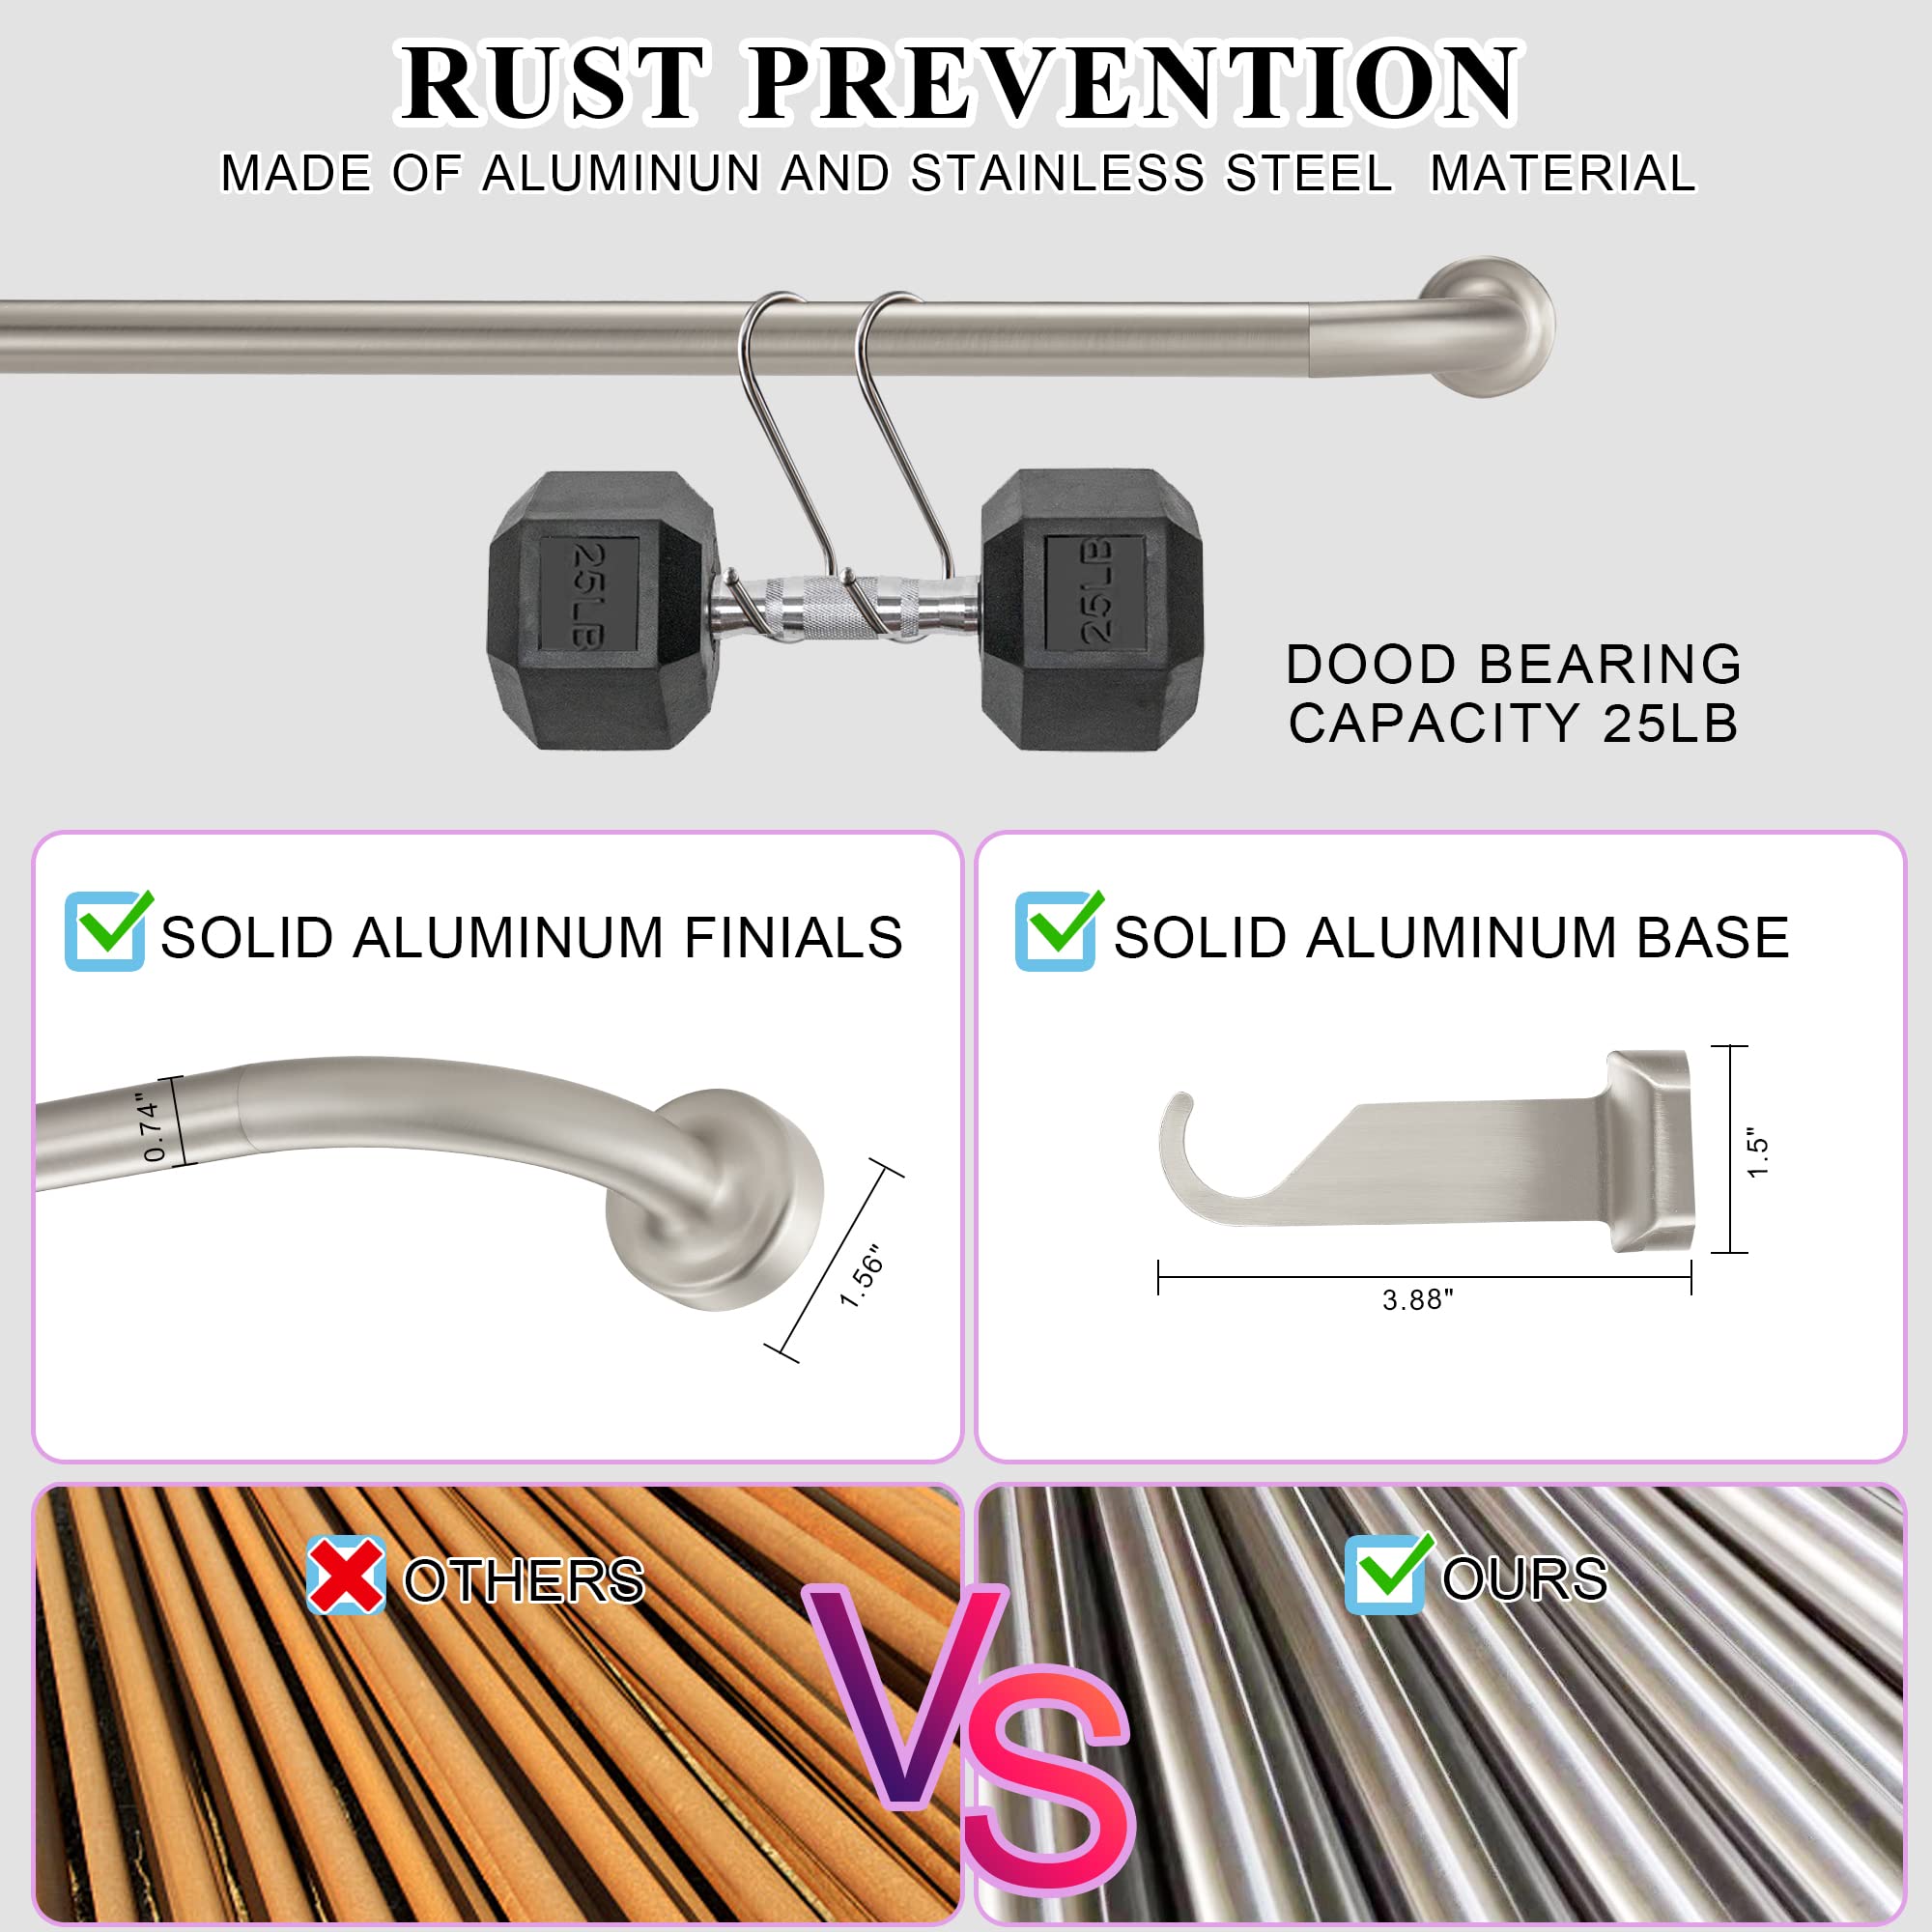 RUST PREVENTION
MADE OF ALUMINUN AND STAINLESS STEEL MATERIAL
25LB
25LB
DOOD BEARING
CAPACITY 25LB
SOLID ALUMINUM FINIALS
0.74"
1.56"
SOLID ALUMINUM BASE
1.5"
3.88"
OTHERS
VS
OURS